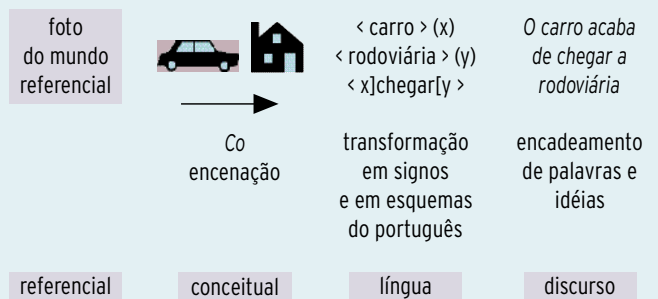 foto
do mundo
referencial
Co
encenação
< carro > (x)
< rodoviária > (y)
< x]chegar[y >
transformação
em signos
e em esquemas
do português
O carro acaba
de chegar a
rodoviária
encadeamento
de palavras e
idéias
referencial
conceitual
língua
discurso